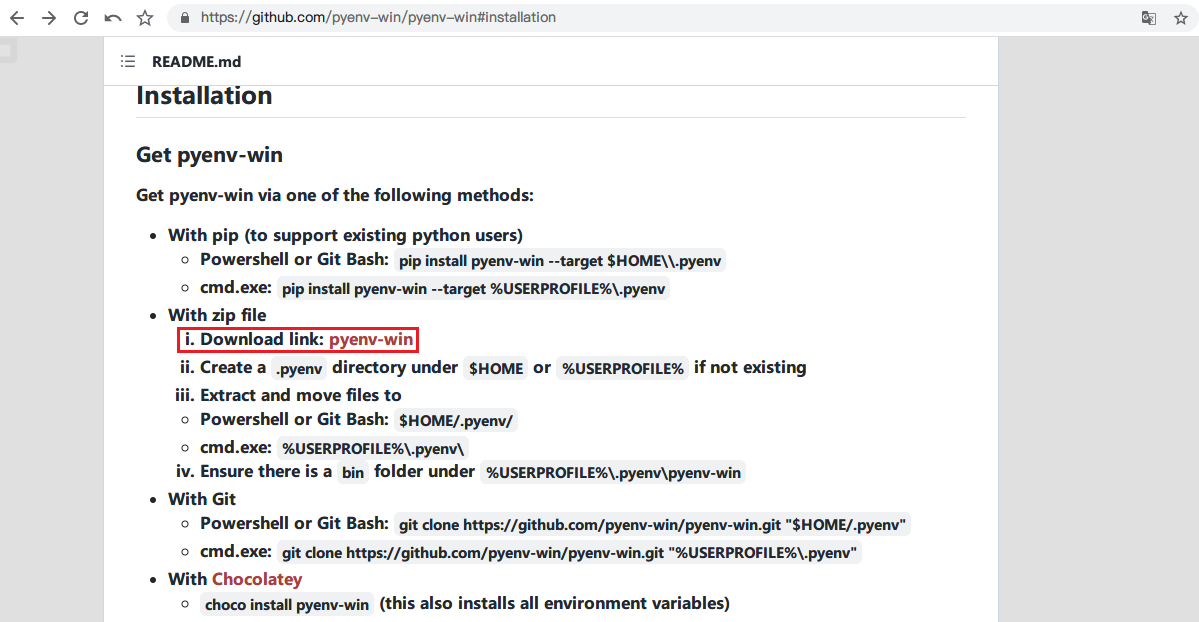 https://github.com/pyenv-win/pyenv-win#installation
README.md
Installation
Get pyenv-win
Get pyenv-win via one of the following methods:
With pip (to support existing python users)
Powershell or Git Bash: pip install pyenv-win --target $HOME\\.pyenv
cmd.exe: pip install pyenv-win --target %USERPROFILE%\.pyenv
With zip file
i. Download link: pyenv-win
ii. Create a .pyenv directory under $HOME or %USERPROFILE% if not existing
iii. Extract and move files to
Powershell or Git Bash: $HOME/.pyenv/
cmd.exe: %USERPROFILE%\.pyenv\
iv. Ensure there is a bin folder under %USERPROFILE%\.pyenv\pyenv-win
With Git
Powershell or Git Bash: git clone https://github.com/pyenv-win/pyenv-win.git "$HOME/.pyenv"
cmd.exe: git clone https://github.com/pyenv-win/pyenv-win.git "%USERPROFILE%\.pyenv"
With Chocolatey
choco install pyenv-win (this also installs all environment variables)